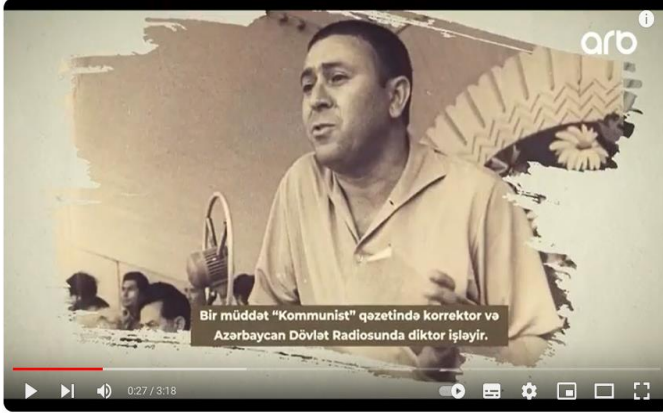 arb
Bir müddət “Kommunist” qəzetində korrektor və
Azərbaycan Dövlət Radiosunda diktor işləyir.
0:27 / 3:18